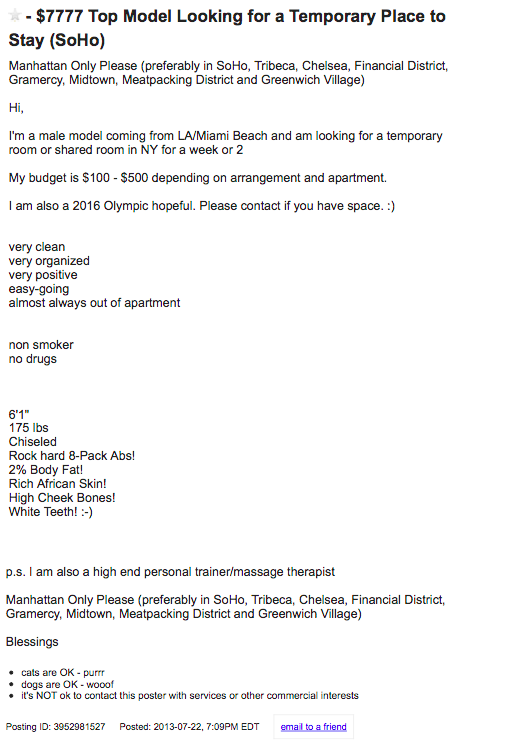 - $7777 Top Model Looking for a Temporary Place to
Stay (SoHo)
Manhattan Only Please (preferably in SoHo, Tribeca, Chelsea, Financial District,
Gramercy, Midtown, Meatpacking District and Greenwich Village)
Hi,
I'm a male model coming from LA/Miami Beach and am looking for a temporary
room or shared room in NY for a week or 2
My budget is $100 - $500 depending on arrangement and apartment.
I am also a 2016 Olympic hopeful. Please contact if you have space. :)
very clean
very organized
very positive
easy-going
almost always out of apartment
non smoker
no drugs
6'1"
175 lbs
Chiseled
Rock hard 8-Pack Abs!
2% Body Fat!
Rich African Skin!
High Cheek Bones!
White Teeth! :-)
p.s. I am also a high end personal trainer/massage therapist
Manhattan Only Please (preferably in SoHo, Tribeca, Chelsea, Financial District,
Gramercy, Midtown, Meatpacking District and Greenwich Village)
Blessings
• cats are OK - purrr
• dogs are OK - wooof
• it's NOT ok to contact this poster with services or other commercial interests
Posting ID: 3952981527 Posted: 2013-07-22, 7:09PM EDT email to a friend